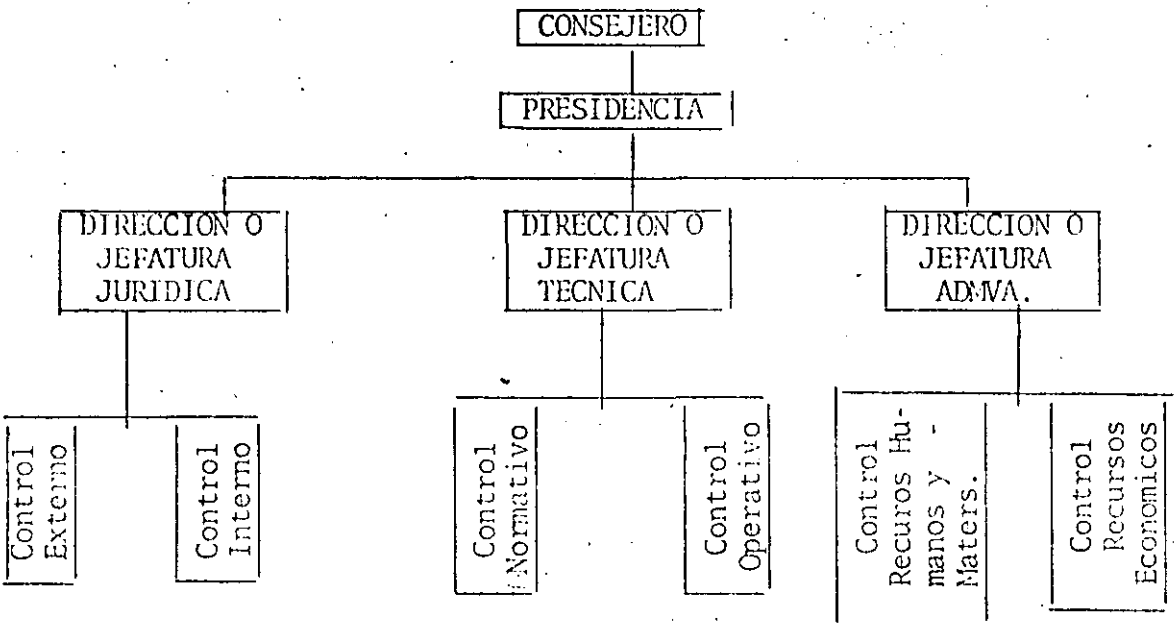 CONSEJERO
PRESIDENCIA
DIRECCION O
JEFATURA
JURIDICA
DIRECCION O
JEFATURA
TECNICA
DIRECCION O
JEFATURA
ADMVA.
Control
Externo
Control
Interno
Control
Normativo
Control
Operativo
Control
Recuros Hu-
manos y -
Maters.
Control
Recursos
Economicos